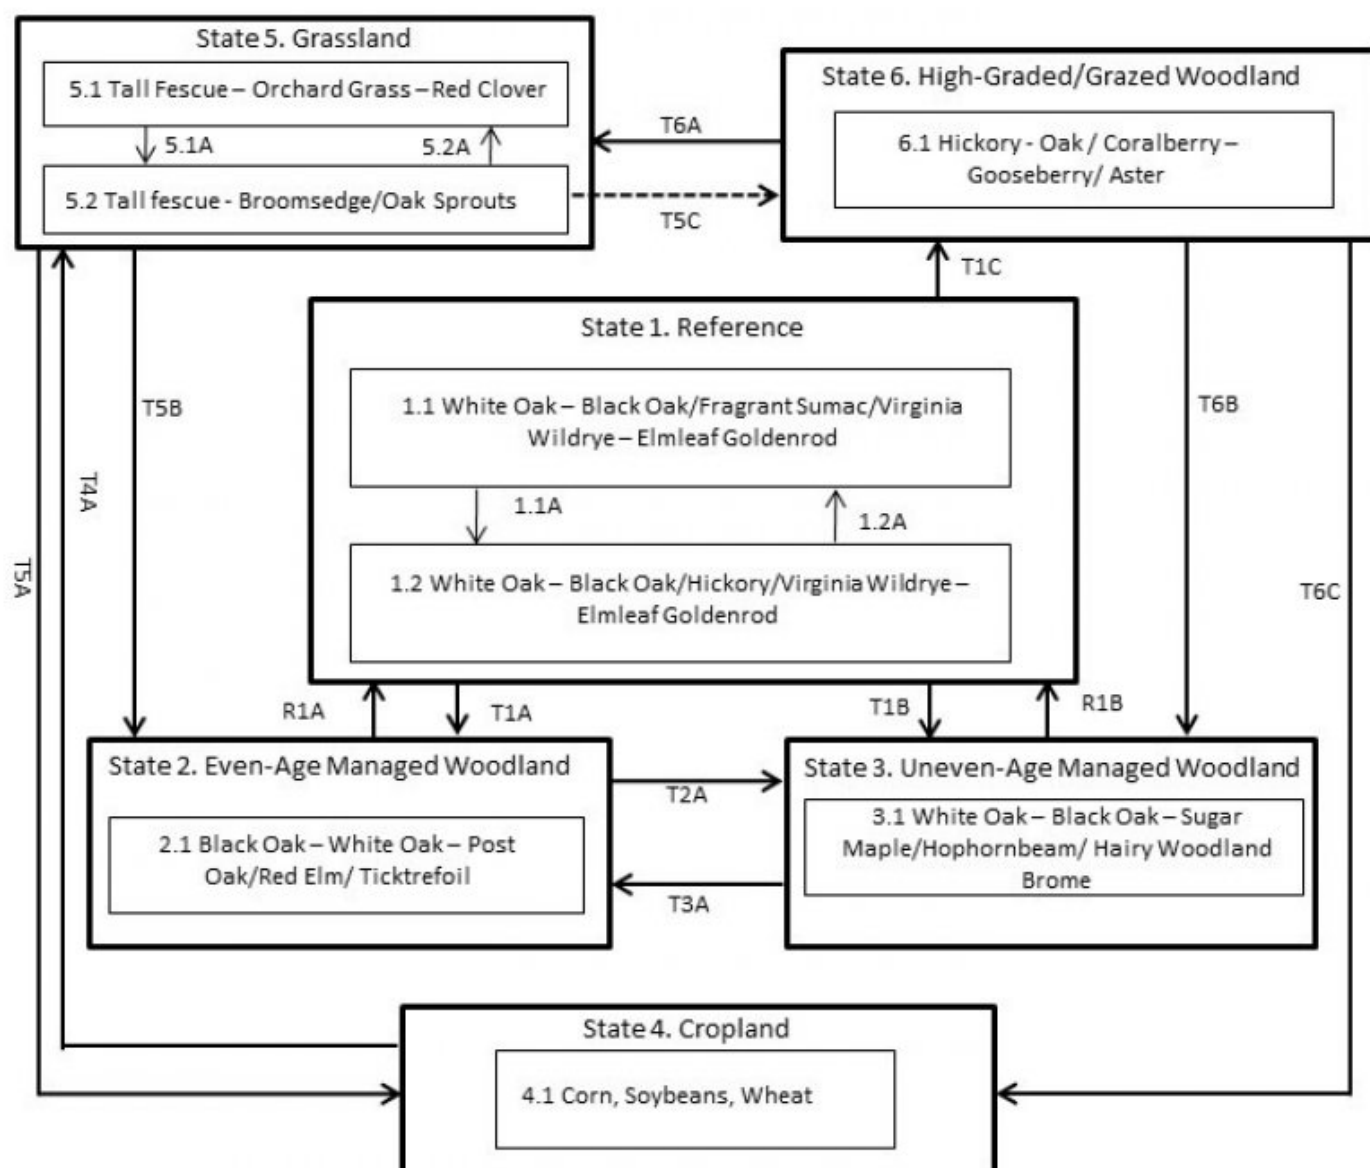 State 5. Grassland
5.1 Tall Fescue – Orchard Grass –Red Clover
5.1A
5.2A
5.2 Tall fescue - Broomsedge/Oak Sprouts
T6A
T5C
State 6. High-Graded/Grazed Woodland
6.1 Hickory - Oak / Coralberry –
Gooseberry/ Aster
T1C
State 1. Reference
1.1 White Oak – Black Oak/Fragrant Sumac/Virginia
Wildrye – Elmleaf Goldenrod
1.1A
1.2A
1.2 White Oak – Black Oak/Hickory/Virginia Wildrye –
Elmleaf Goldenrod
T5B
T6B
T4A
T5A
T6C
R1A
T1A
T1B
R1B
State 2. Even-Age Managed Woodland
2.1 Black Oak – White Oak – Post
Oak/Red Elm/ Ticktrefoil
T2A
T3A
State 3. Uneven-Age Managed Woodland
3.1 White Oak – Black Oak – Sugar
Maple/Hophornbeam/ Hairy Woodland
Brome
State 4. Cropland
4.1 Corn, Soybeans, Wheat